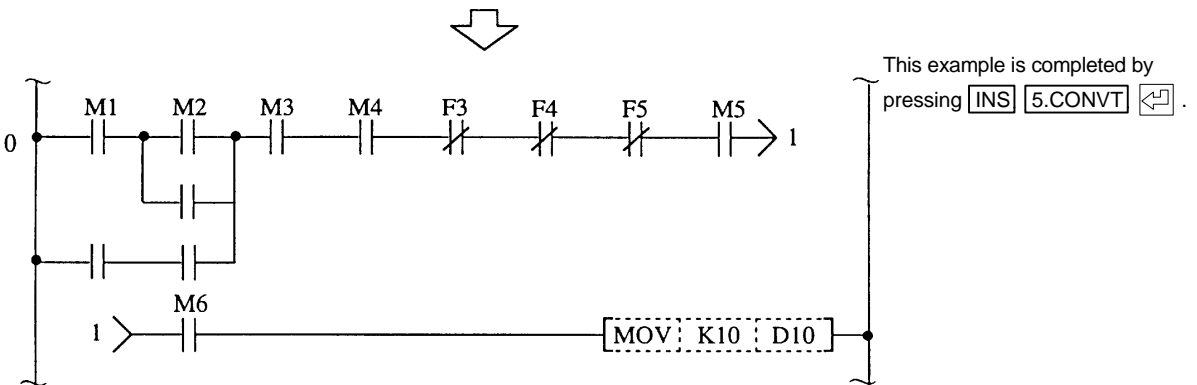 This example is completed by
pressing INS 5.CONVT .
M1 M2 M3 M4 F3 F4 F5 M5
0 1
M6
1 MOV K10 D10